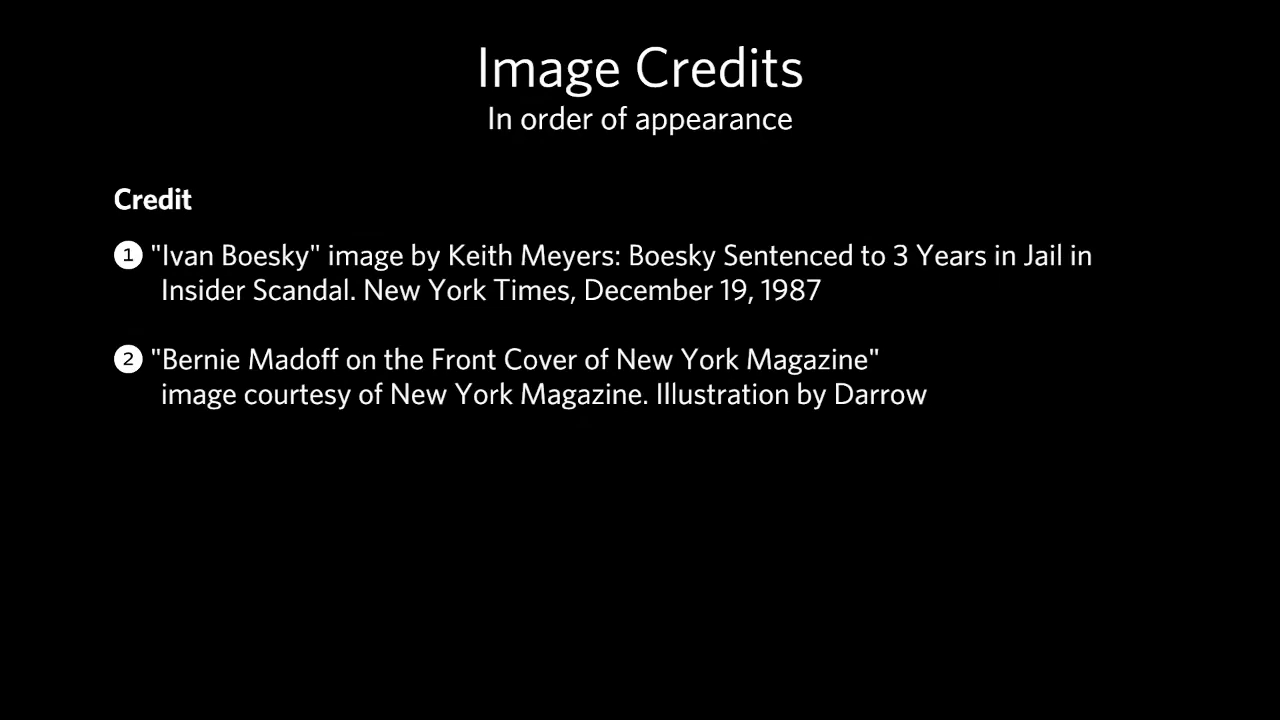 Image Credits
In order of appearance
Credit
1 "Ivan Boesky" image by Keith Meyers: Boesky Sentenced to 3 Years in Jail in
Insider Scandal. New York Times, December 19, 1987
2 "Bernie Madoff on the Front Cover of New York Magazine"
image courtesy of New York Magazine. Illustration by Darrow